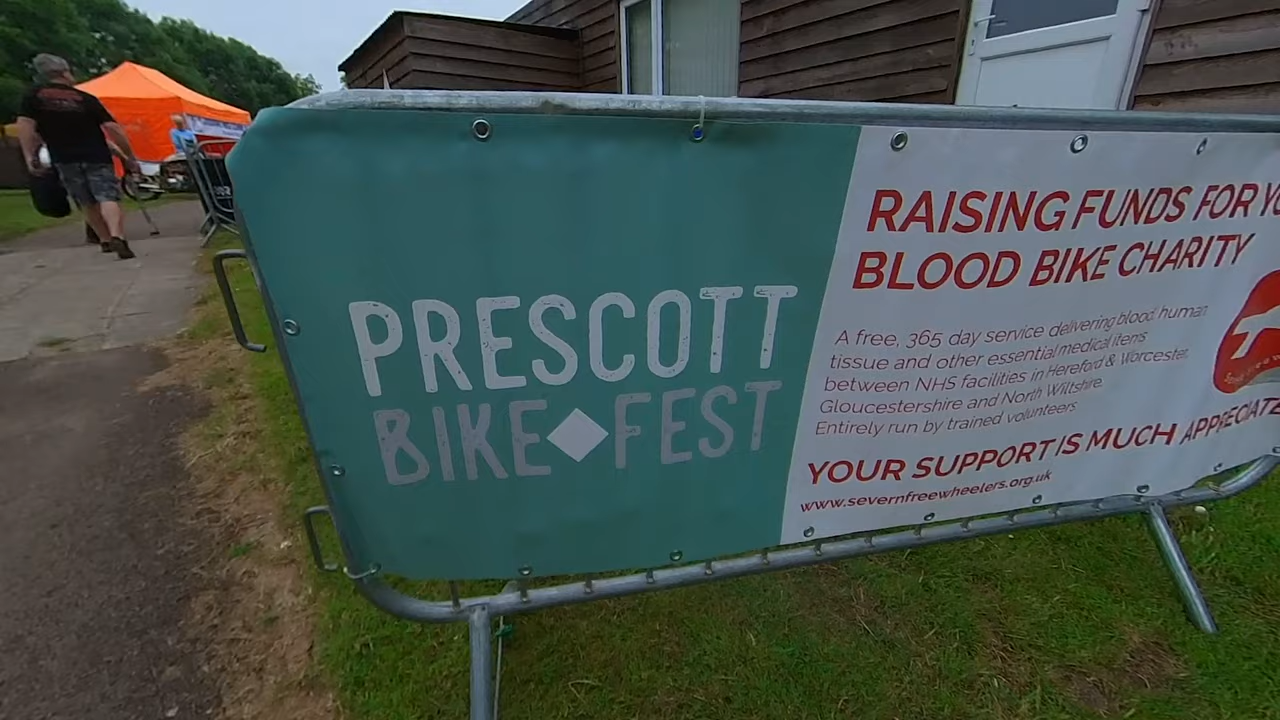 PRESCOTT
BIKE FEST
RAISING FUNDS FOR
BLOOD BIKE CHARITY
A free, 365 day service delivering blood human
tissue and other essential medical items
between NHS facilities in Hereford & Worcester,
Gloucestershire and North Wiltshire.
Entirely run by trained volunteers
YOUR SUPPORT IS MUCH
www.severnfreewheelers.org.uk